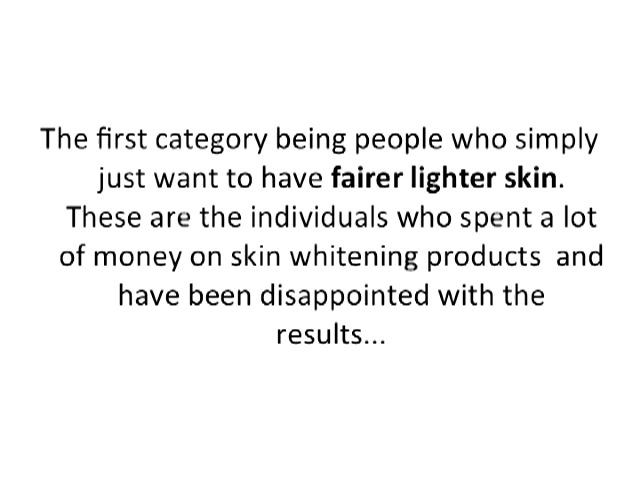 The first category being people who simply
just want to have fairer lighter skin.
These are the individuals who spent a lot
of money on skin whitening products and
have been disappointed with the
results...